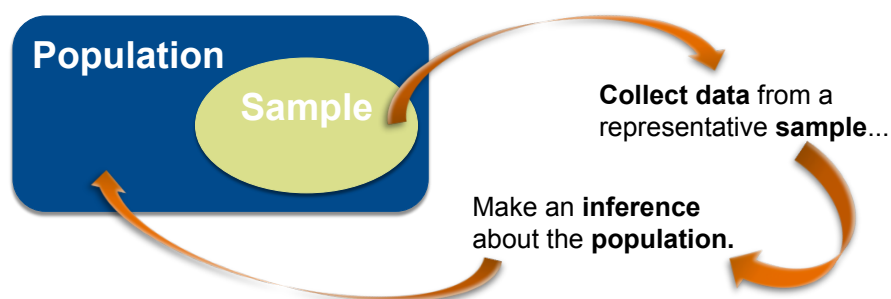 Population
Sample
Collect data from a
representative sample...
Make an inference
about the population.